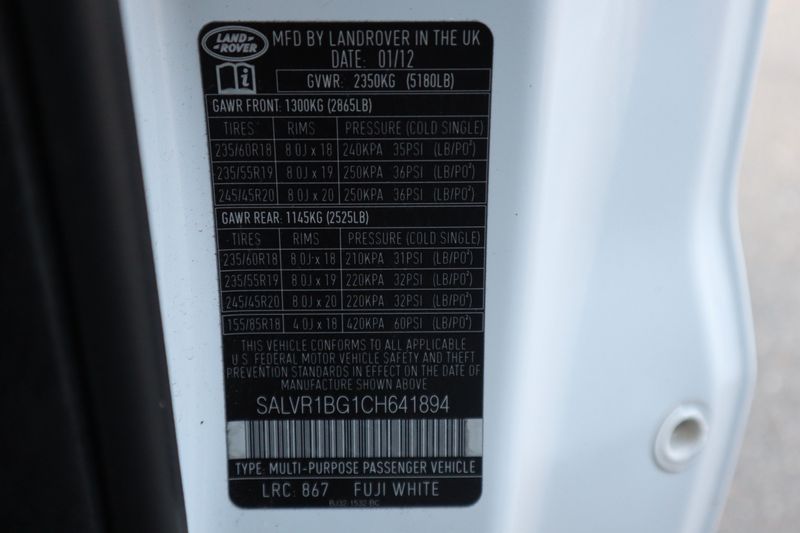 LAND ROVER
MFD BY LANDROVER IN THE UK
DATE: 01/12
GVWR: 2350KG (5180LB)
GAWR FRONT: 1300KG (2865LB)
TIRES RIMS PRESSURE (COLD SINGLE)
235/60R18 8.0J x 18 240KPA 35PSI (LB/PO²)
235/55R19 8.0J x 19 250KPA 36PSI (LB/PO²)
245/45R20 8.0J x 20 250KPA 36PSI (LB/PO²)
GAWR REAR: 1145KG (2525LB)
TIRES RIMS PRESSURE (COLD SINGLE)
235/60R18 8.0J x 18 210KPA 31PSI (LB/PO²)
235/55R19 8.0J x 19 220KPA 32PSI (LB/PO²)
245/45R20 8.0J x 20 220KPA 32PSI (LB/PO²)
155/85R18 4.0J x 18 420KPA 60PSI (LB/PO²)
THIS VEHICLE CONFORMS TO ALL APPLICABLE
U.S. FEDERAL MOTOR VEHICLE SAFETY AND THEFT
PREVENTION STANDARDS IN EFFECT ON THE DATE OF
MANUFACTURE SHOWN ABOVE
SALVR1BG1CH641894
TYPE: MULTI-PURPOSE PASSENGER VEHICLE
LRC: 867 FUJI WHITE
BJ32-1532-BC